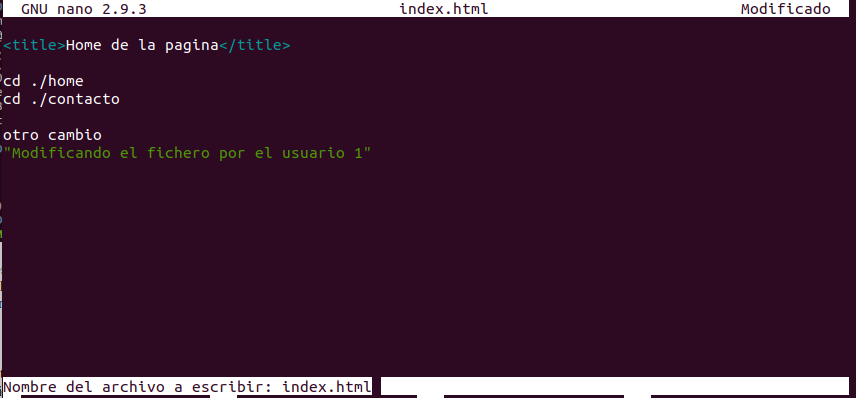 GNU nano 2.9.3 index.html Modificado
<title>Home de la pagina</title>
cd ./home
cd ./contacto
otro cambio
"Modificando el fichero por el usuario 1"
Nombre del archivo a escribir: index.html